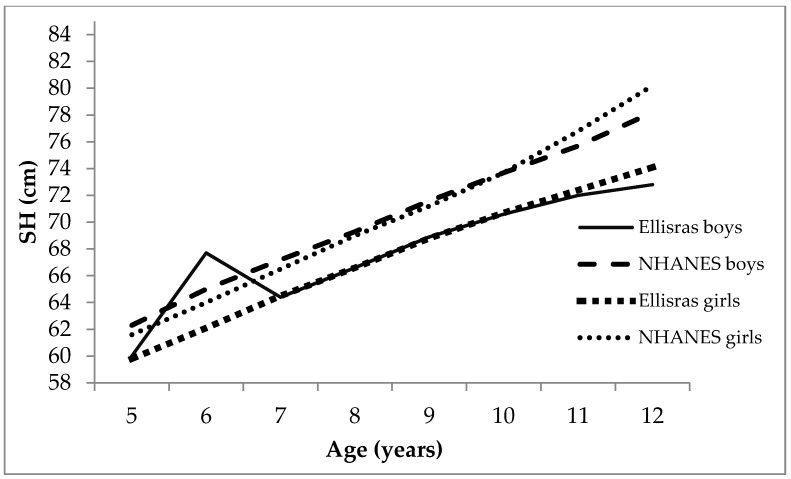 84
82
80
78
76
74
72
70
68
66
64
62
60
58
SH (cm)
5 6 7 8 9 10 11 12
Age (years)
Ellisras boys
NHANES boys
Ellisras girls
NHANES girls